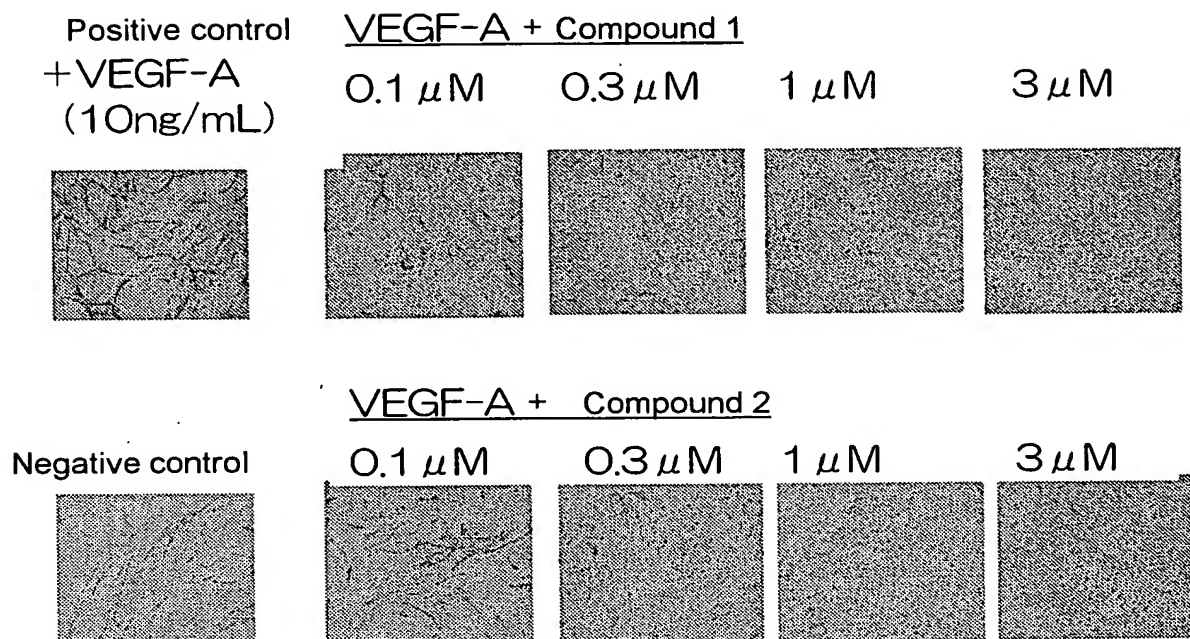 Positive control
+VEGF-A
(10ng/mL)
VEGF-A + Compound 1
0.1 μM 0.3 μM 1 μM 3 μM
VEGF-A + Compound 2
Negative control
0.1 μM 0.3 μM 1 μM 3 μM